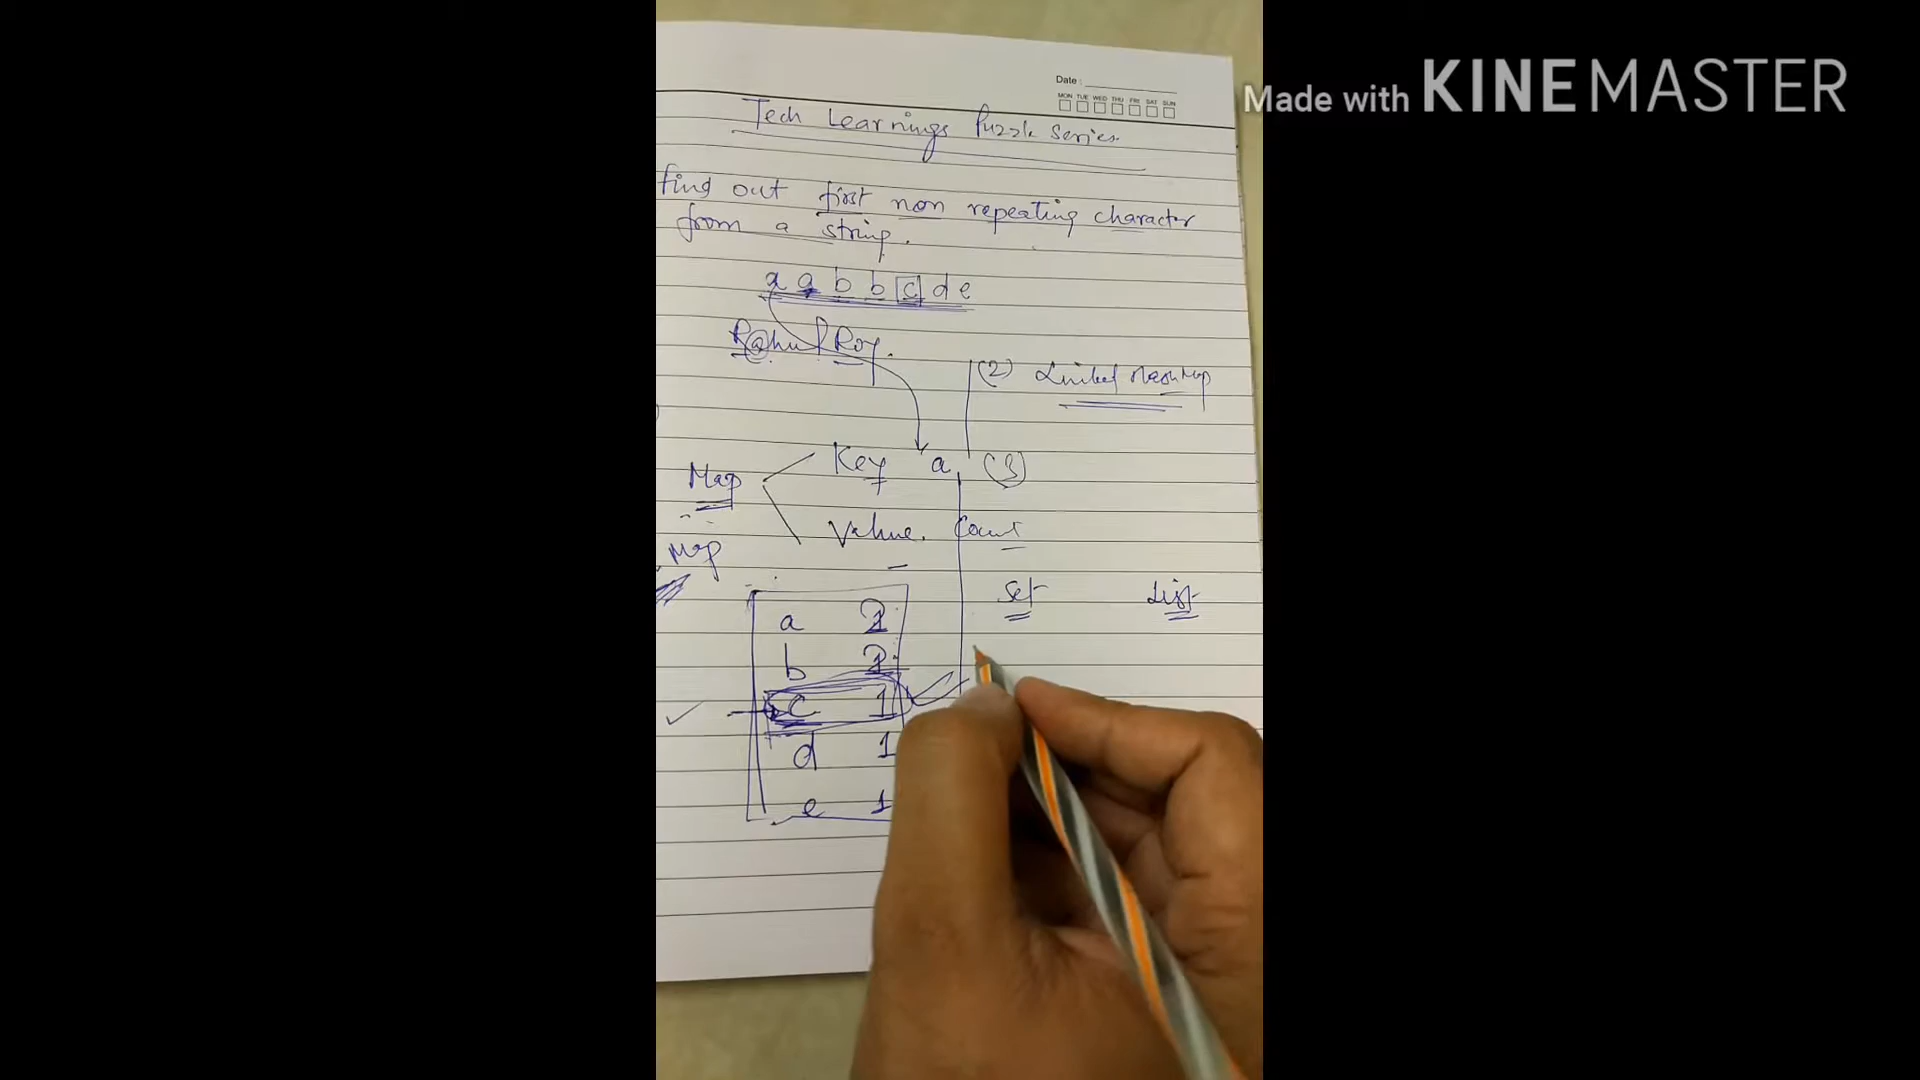 Date :
MON TUE WED THU FRI SAT SUN
Made with KINEMASTER
Tech Learnings Puzzle Series.
Find out first non repeating character
from a string.
a a b b c d e
Rahul Roy.
(2) Linked HashMap
Key a (3)
Map
Value. Count
Map
Set List
a 2
b 2
c 1
d 1
e 1